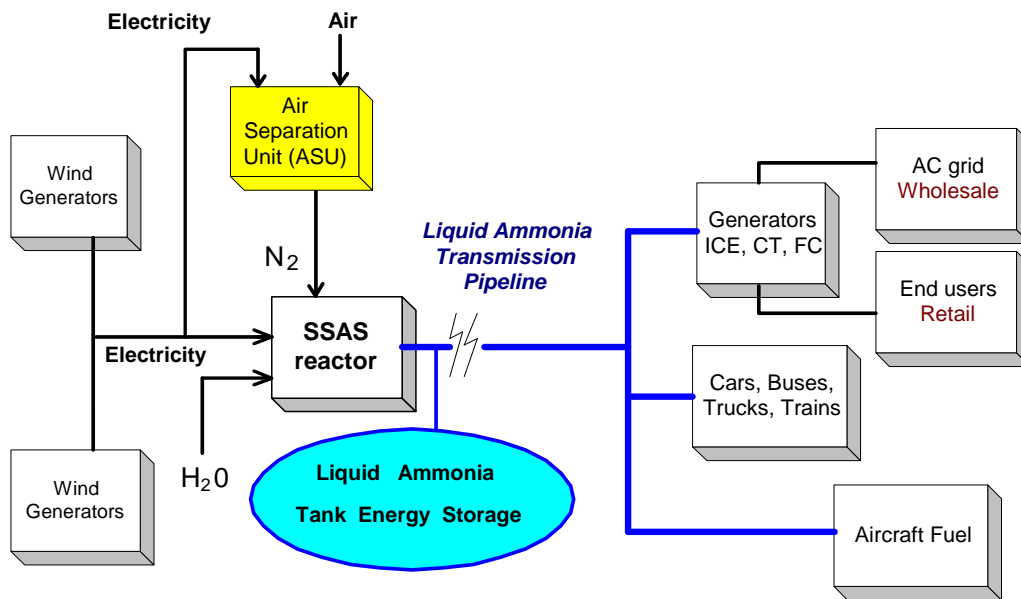 Electricity
Air
Air
Separation
Unit (ASU)
Wind
Generators
N2
Liquid Ammonia
Transmission
Pipeline
Generators
ICE, CT, FC
AC grid
Wholesale
End users
Retail
SSAS
reactor
Electricity
H20
Cars, Buses,
Trucks, Trains
Wind
Generators
Liquid Ammonia
Tank Energy Storage
Aircraft Fuel